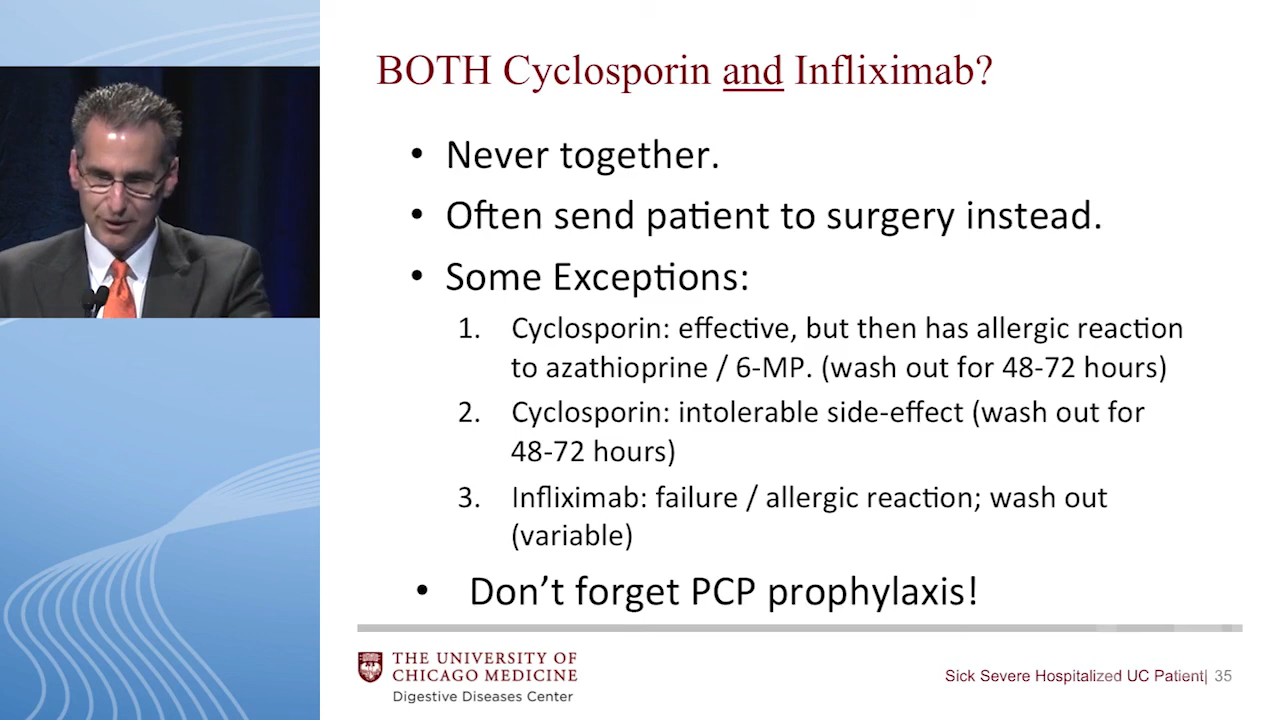 BOTH Cyclosporin and Infliximab?
• Never together.
• Often send patient to surgery instead.
• Some Exceptions:
1. Cyclosporin: effective, but then has allergic reaction
to azathioprine / 6-MP. (wash out for 48-72 hours)
2. Cyclosporin: intolerable side-effect (wash out for
48-72 hours)
3. Infliximab: failure / allergic reaction; wash out
(variable)
• Don’t forget PCP prophylaxis!
THE UNIVERSITY OF
CHICAGO MEDICINE
Digestive Diseases Center
Sick Severe Hospitalized UC Patient| 35